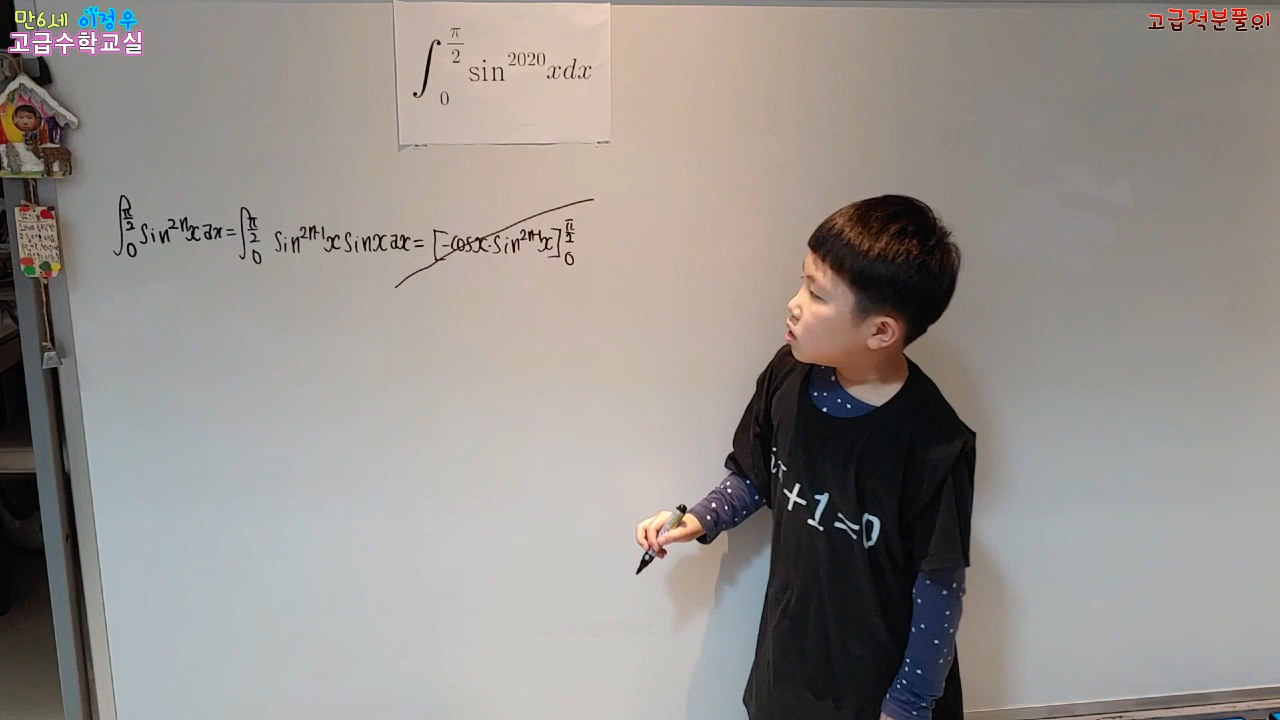 만6세 이정우
고급수학교실
고급적분풀이
∫₀^{π/2} sin^{2020} x dx
∫₀^{π/2} sin^{2n} x dx = ∫₀^{π/2} sin^{2n-1} x sin x dx = [-cos x sin^{2n-1} x]₀^{π/2}
+1=0